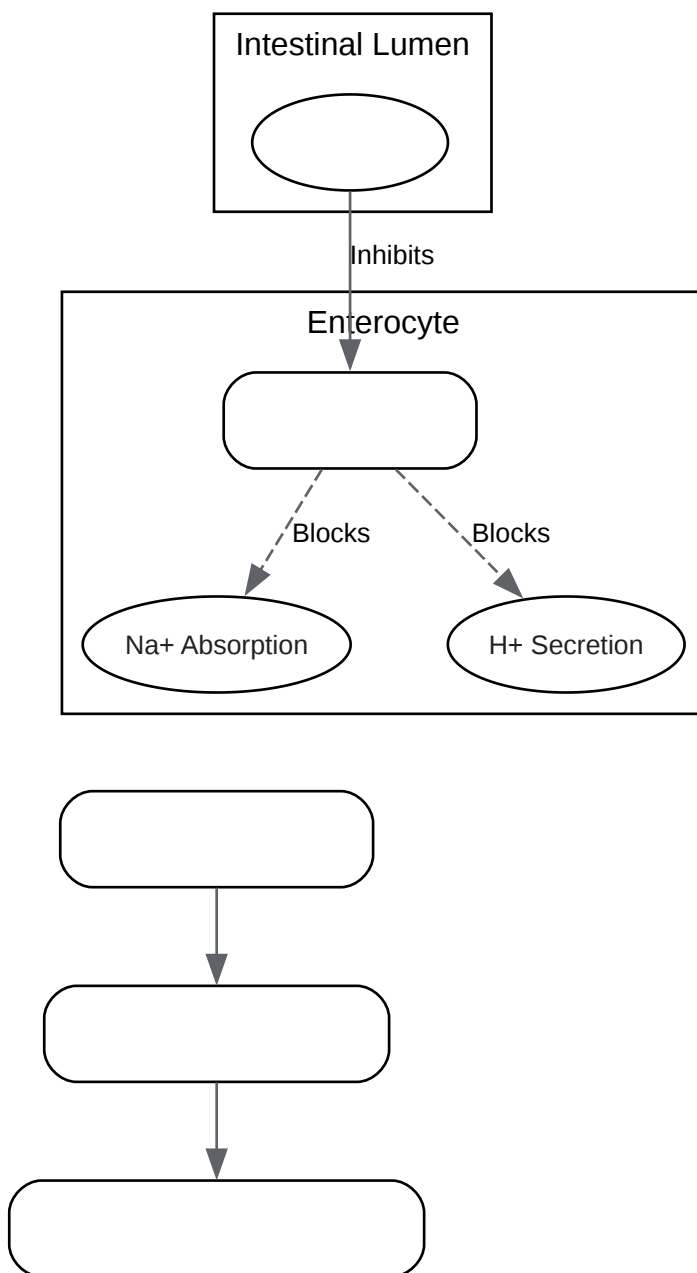 Intestinal Lumen
Inhibits
Enterocyte
Blocks
Blocks
Na+ Absorption
H+ Secretion